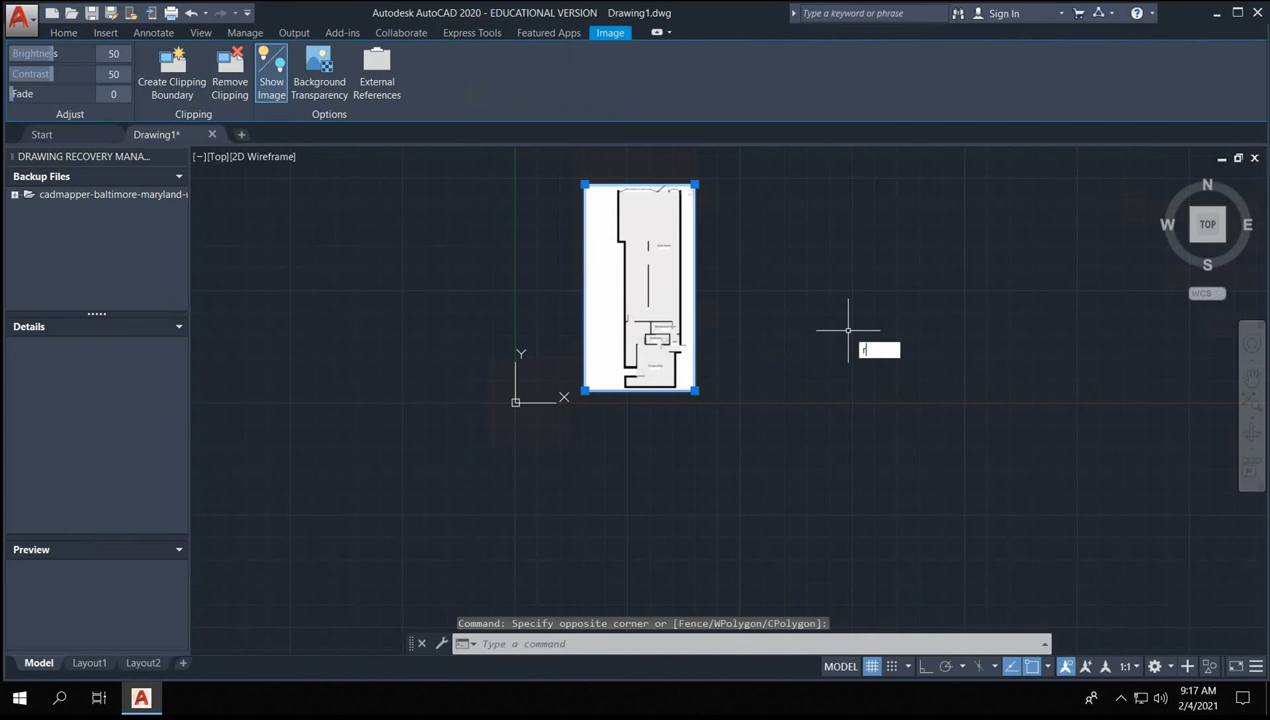 Autodesk AutoCAD 2020 - EDUCATIONAL VERSION Drawing1.dwg
Type a keyword or phrase
Sign In
Home Insert Annotate View Manage Output Add-ins Collaborate Express Tools Featured Apps Image
Brightness 50
Contrast 50
Fade 0
Create Clipping
Boundary
Remove
Clipping
Show
Image
Background
Transparency
External
References
Adjust Clipping Options
Start Drawing1*
DRAWING RECOVERY MANA...
Backup Files
cadmapper-baltimore-maryland-u
Details
Preview
[−][Top][2D Wireframe]
N
W TOP E
S
WCS
Y
X
r
Command: Specify opposite corner or [Fence/WPolygon/CPolygon]:
Type a command
Model Layout1 Layout2
MODEL 1:1
9:17 AM
2/4/2021